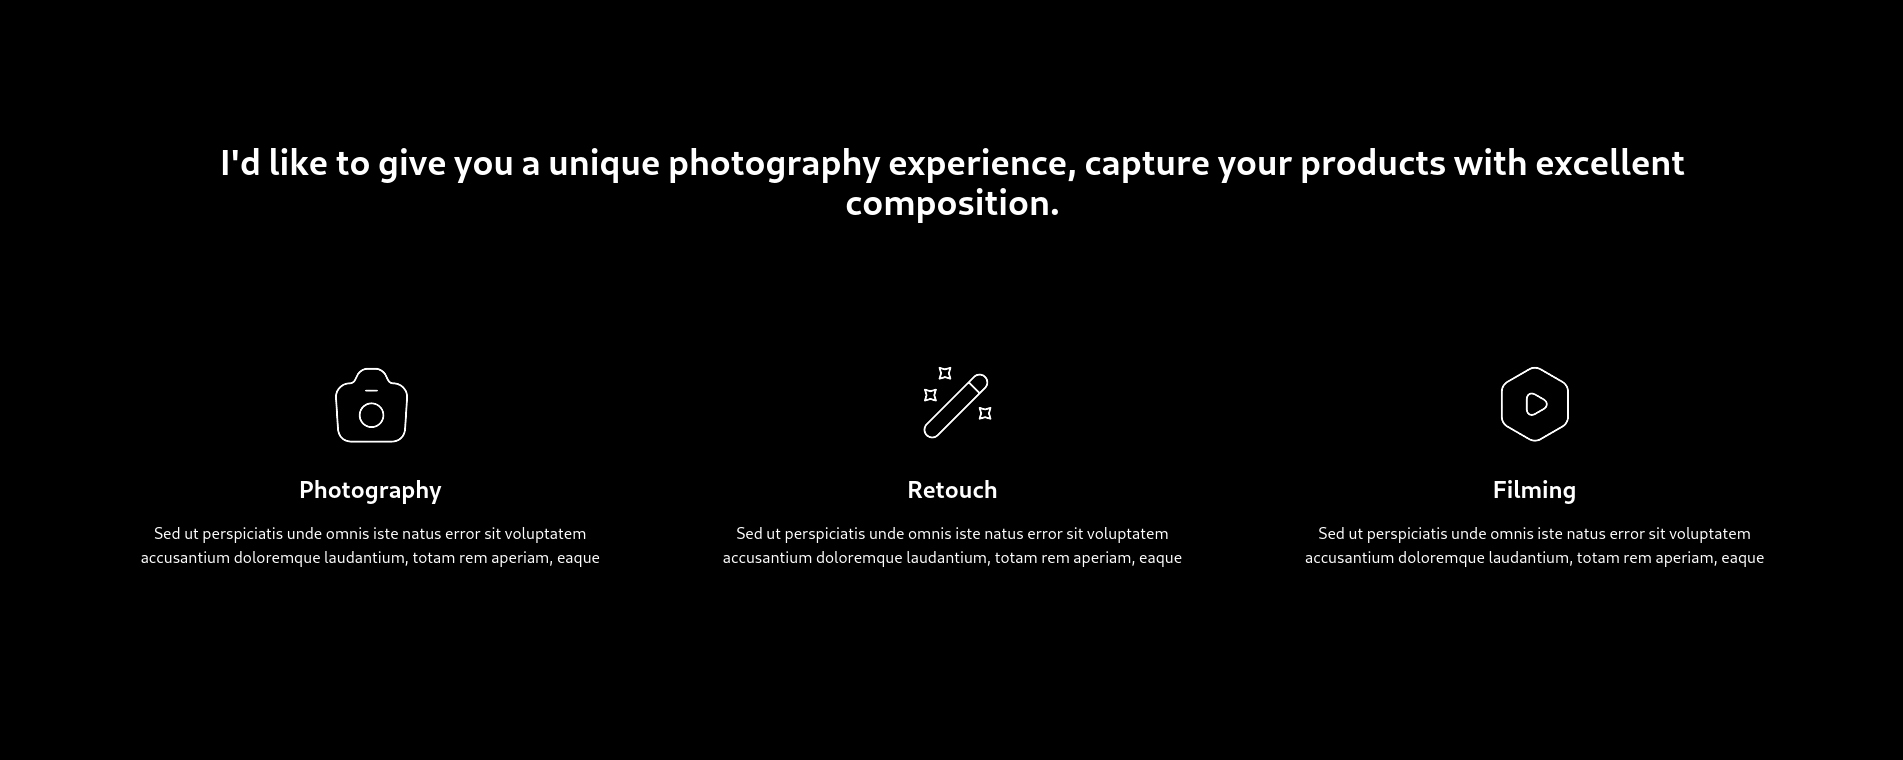 I'd like to give you a unique photography experience, capture your products with excellent
composition.
Photography
Sed ut perspiciatis unde omnis iste natus error sit voluptatem
accusantium doloremque laudantium, totam rem aperiam, eaque
Retouch
Sed ut perspiciatis unde omnis iste natus error sit voluptatem
accusantium doloremque laudantium, totam rem aperiam, eaque
Filming
Sed ut perspiciatis unde omnis iste natus error sit voluptatem
accusantium doloremque laudantium, totam rem aperiam, eaque